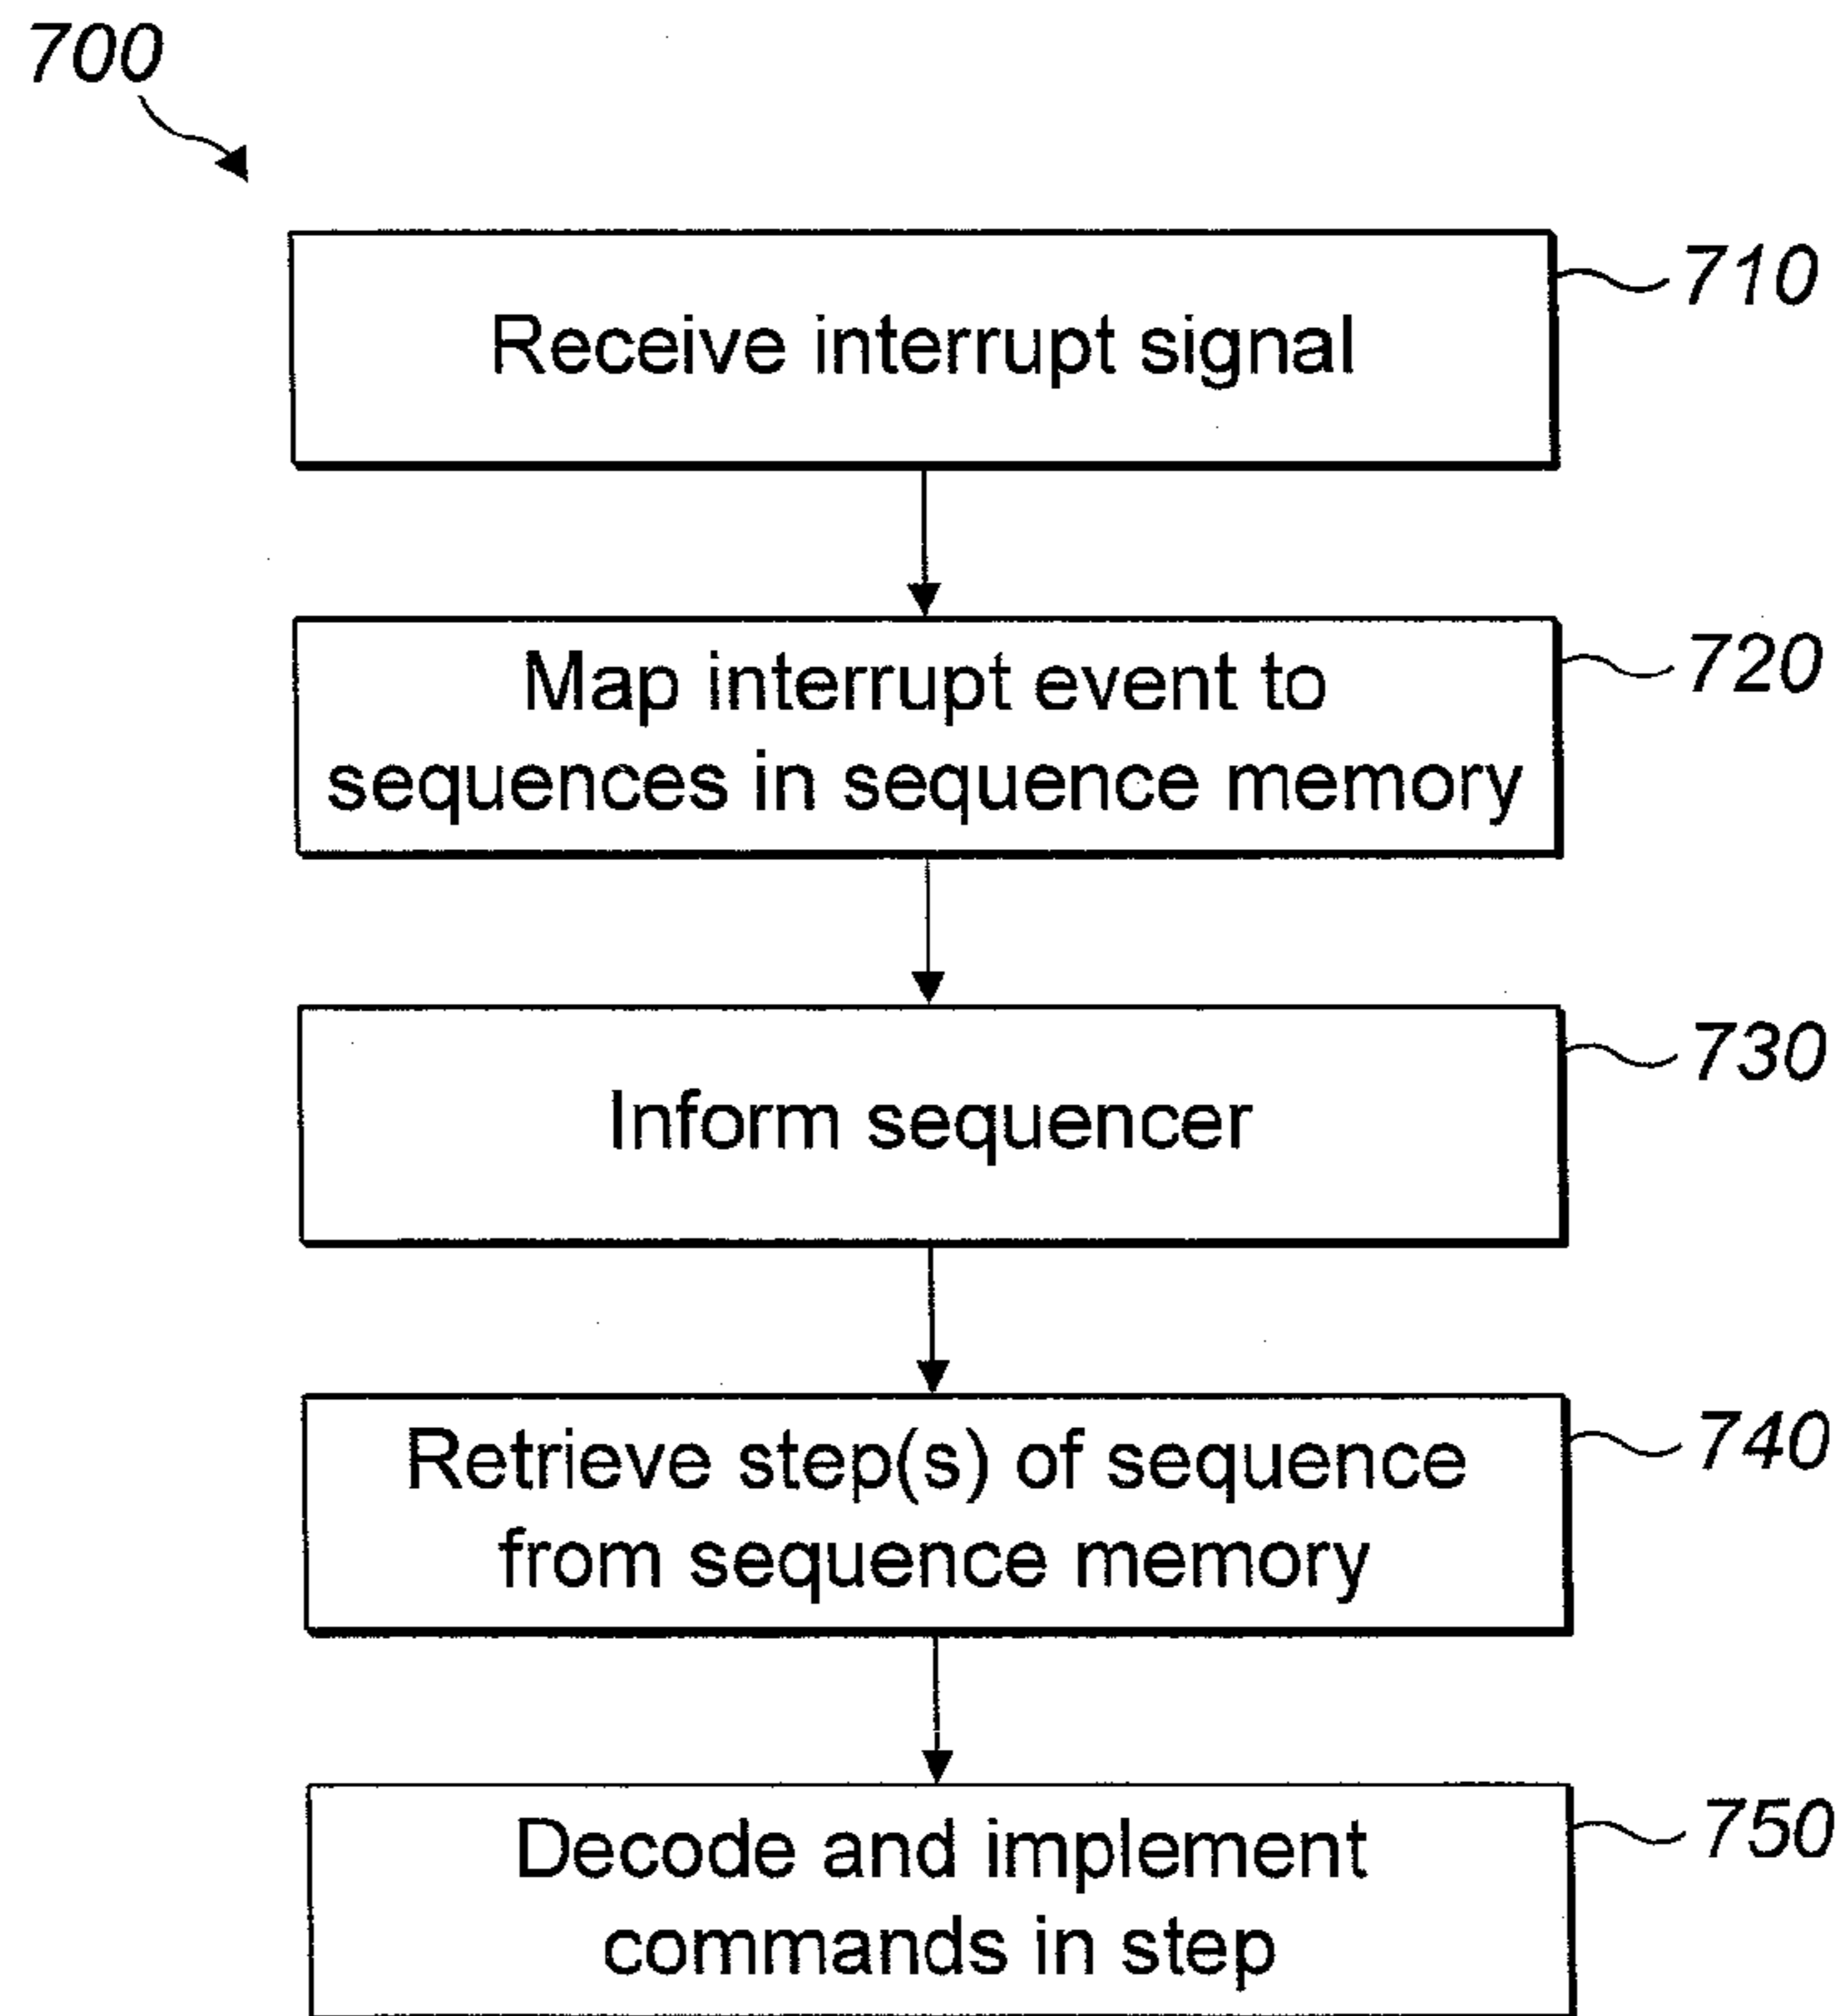 700
Receive interrupt signal
710
Map interrupt event to
sequences in sequence memory
720
Inform sequencer
730
Retrieve step(s) of sequence
from sequence memory
740
Decode and implement
commands in step
750